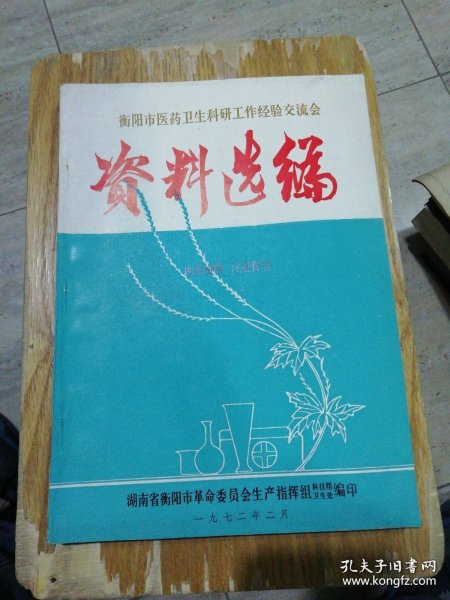 衡阳市医药卫生科研工作经验交流会
资料选编
湖南省衡阳市革命委员会生产指挥组科技组卫生处编印
一九七二年二月
孔夫子旧书网
www.kongfz.com